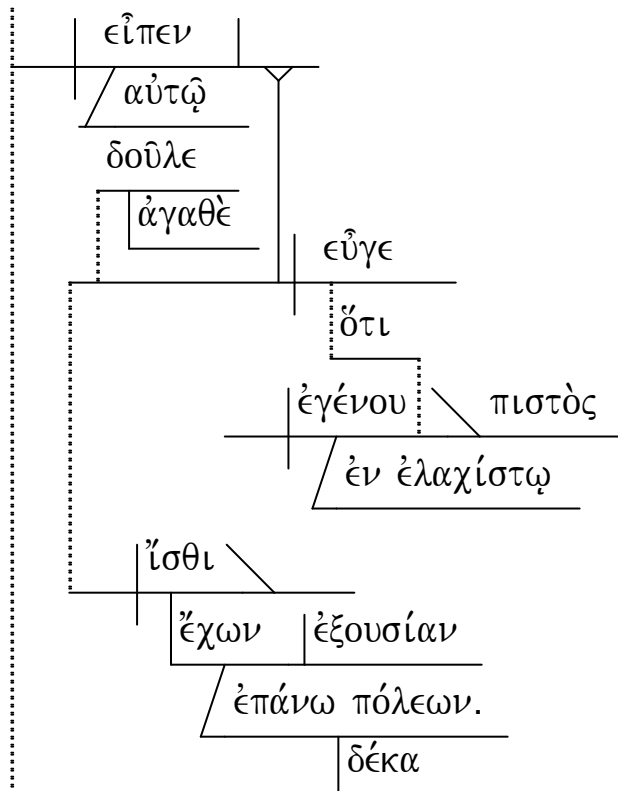 εἶπεν
αὐτῷ
δοῦλε
ἀγαθὲ
εὖγε
ὅτι
ἐγένου πιστὸς
ἐν ἐλαχίστῳ
ἴσθι
ἔχων ἐξουσίαν
ἐπάνω πόλεων.
δέκα